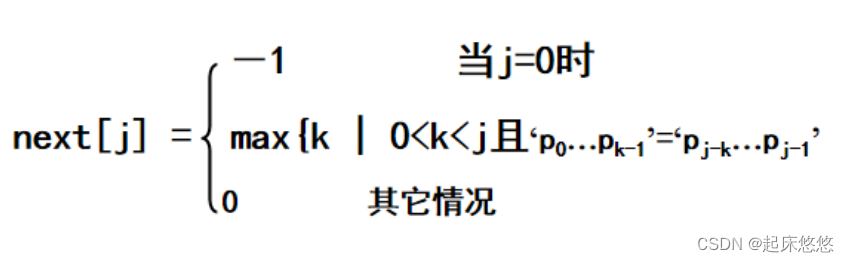 —1 当j=0时
next[j] = max{k | 0<k<j且‘p₀…pₖ₋₁’=‘pⱼ₋ₖ…pⱼ₋₁’
0 其它情况
CSDN @起床悠悠